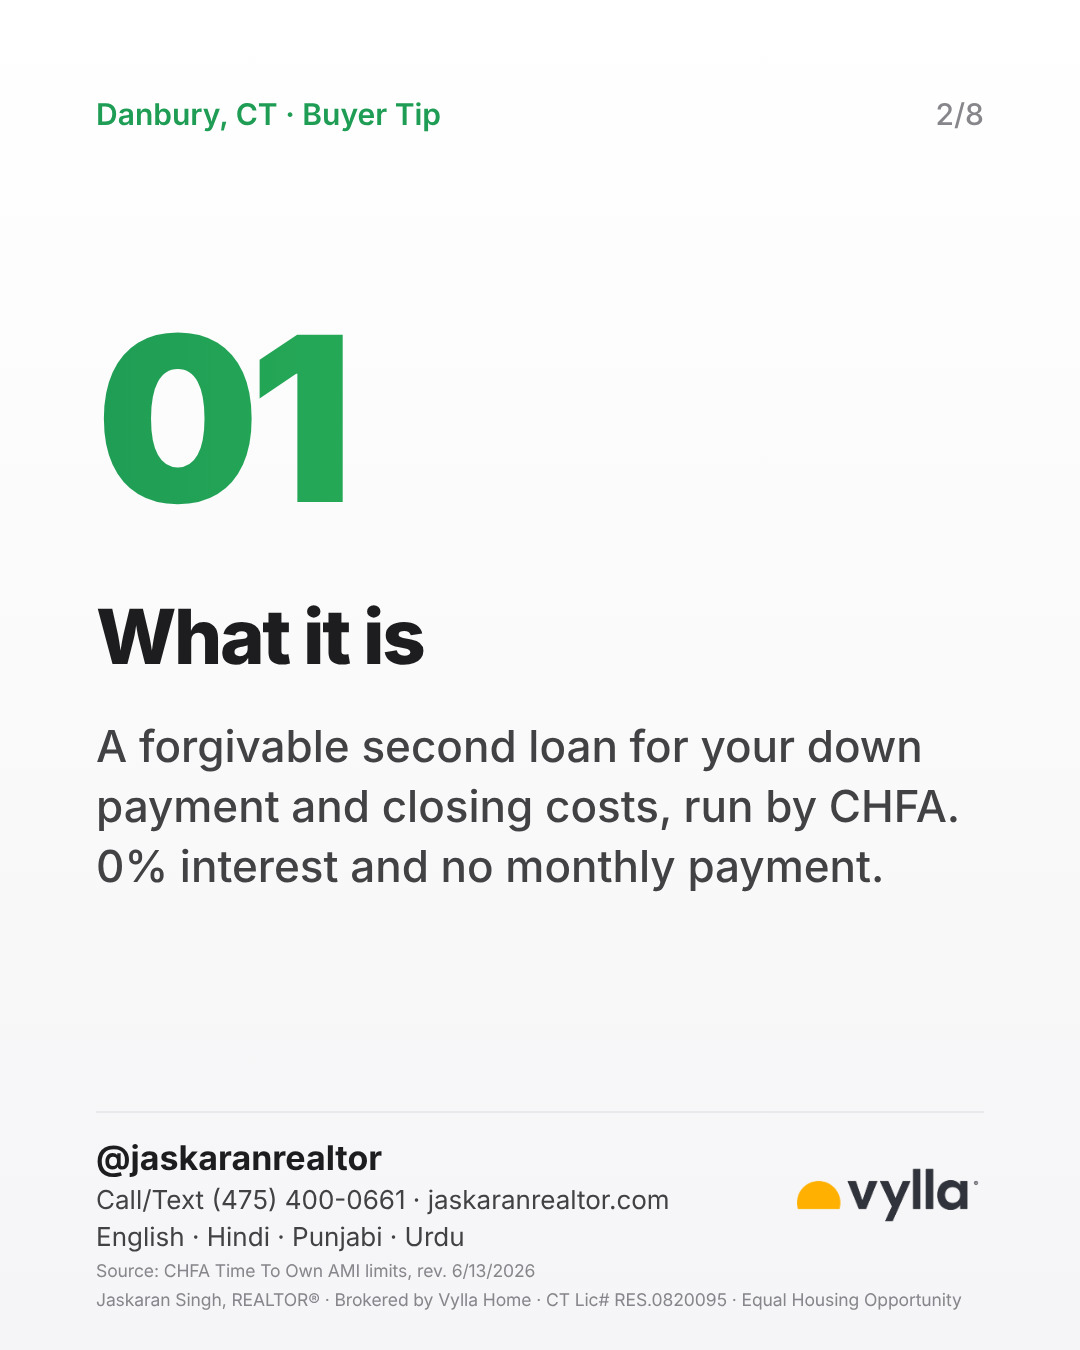 Danbury, CT · Buyer Tip
2/8
01
What it is
A forgivable second loan for your down
payment and closing costs, run by CHFA.
0% interest and no monthly payment.
@jaskaranrealtor
Call/Text (475) 400-0661 · jaskaranrealtor.com
English · Hindi · Punjabi · Urdu
Source: CHFA Time To Own AMI limits, rev. 6/13/2026
Jaskaran Singh, REALTOR® · Brokered by Vylla Home · CT Lic# RES.0820095 · Equal Housing Opportunity
vylla